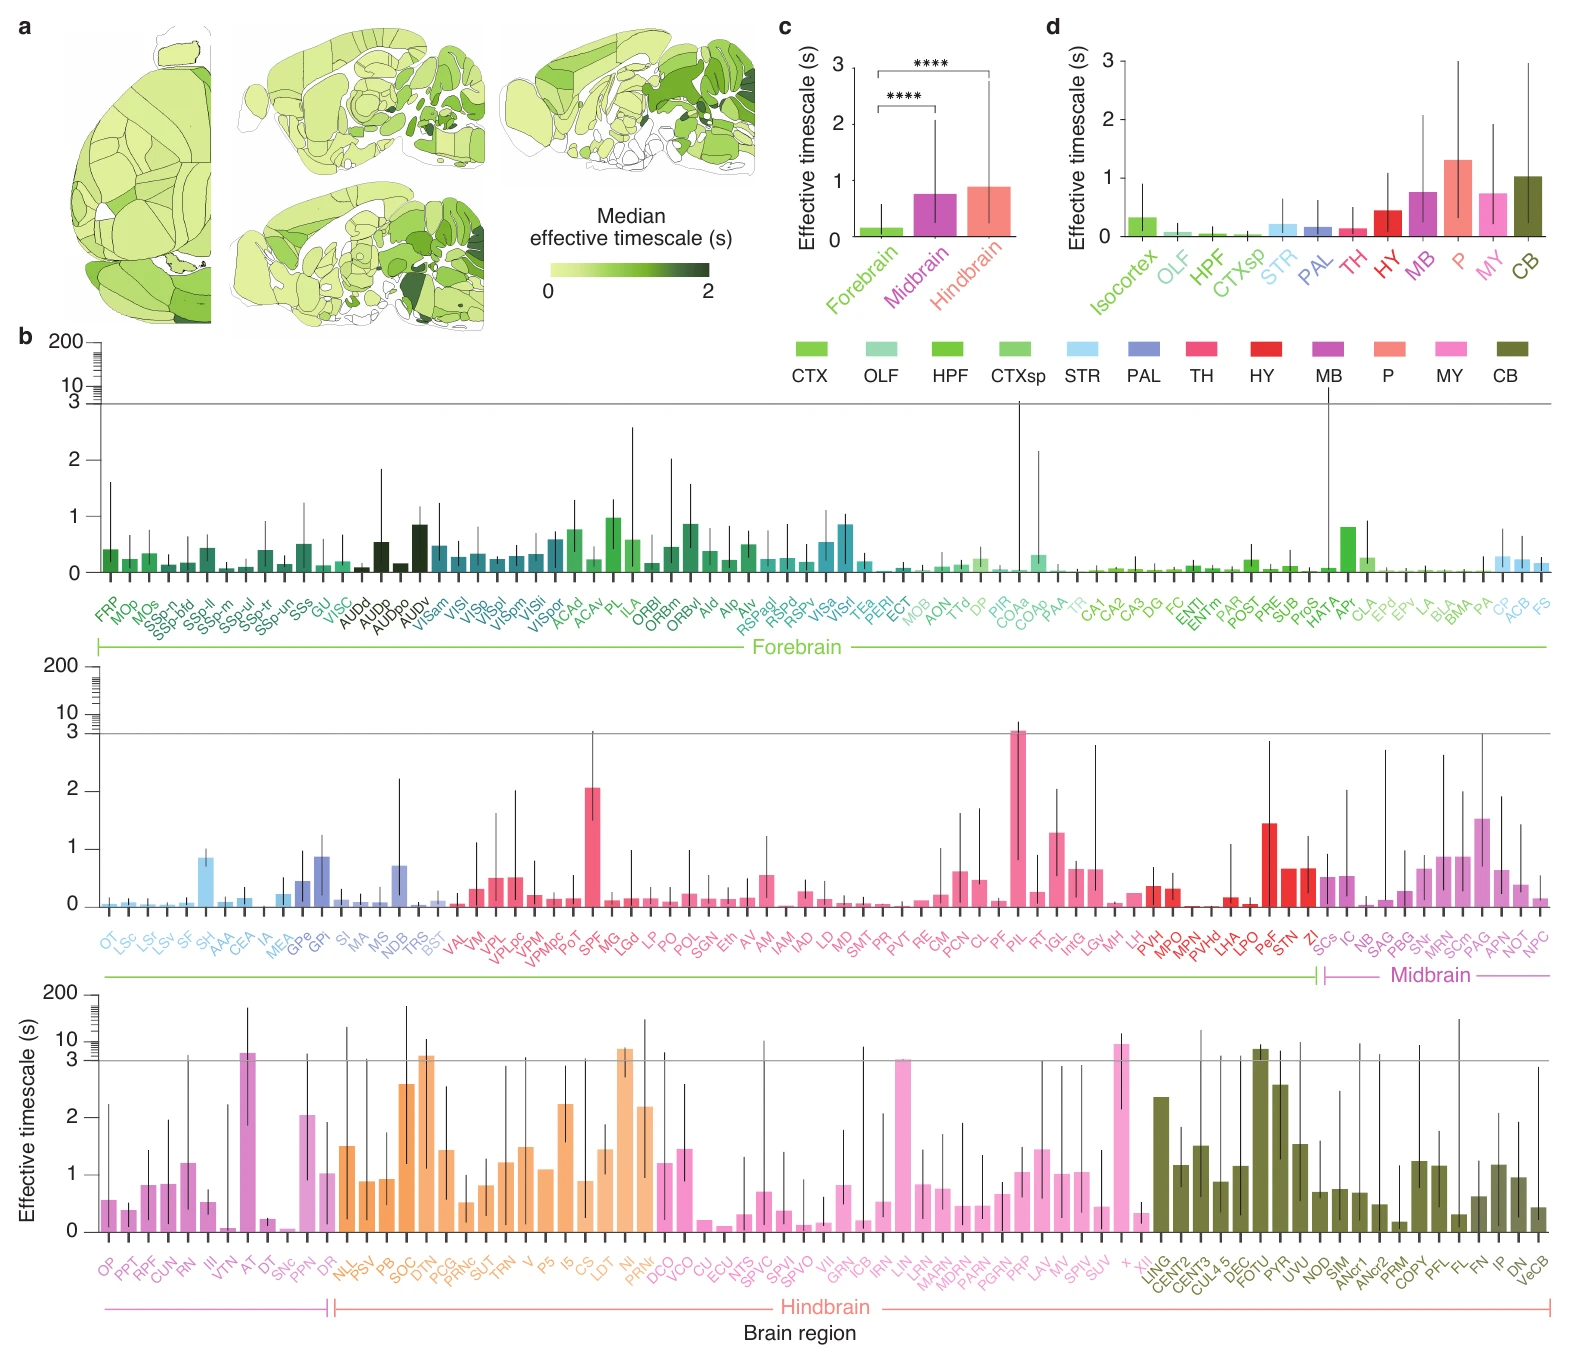 a
Median
effective timescale (s)
0
2
c
Effective timescale (s)
3
2
1
0
****
****
Forebrain
Midbrain
Hindbrain
d
Effective timescale (s)
3
2
1
0
Isocortex
OLF
HPF
CTXsp
STR
PAL
TH
HY
MB
P
MY
CB
CTX OLF HPF CTXsp STR PAL TH HY MB P MY CB
b
200
10
3
2
1
0
FRP MOp MOs SSp-n SSp-bfd SSp-ll SSp-m SSp-ul SSp-tr SSp-un SSs GU VISC AUDd AUDp AUDpo AUDv VISam VISl VISp VISpl VISpm VISli VISpor ACAd ACAv PL ILA ORBl ORBm ORBvl AId AIp AIv RSPagl RSPd RSPv VISa VISrl TEa PERI ECT MOB AON TTd DP PIR COAa COAp PAA TR CA1 CA2 CA3 DG FC ENTl ENTm PAR POST PRE SUB ProS HATA APr CLA EPd EPv LA BLA BMA PA CP ACB FS
Forebrain
200
10
3
2
1
0
OT LSc LSr LSv SF SH AAA CEA IA MEA GPe GPi SI MA MS NDB TRS BST VAL VM VPL VPLpc VPM VPMpc PoT SPF MG LGd LP PO POL SGN Eth AV AM IAM IAD LD MD SMT PR PVT RE CM PCN CL PF PIL RT IGL IntG LGv MH LH PVH MPO MPN PVHd LHA LPO PeF STN ZI SCs IC NB SAG PBG SNr MRN SCm PAG APN NOT NPC
Midbrain
Effective timescale (s)
200
10
3
2
1
0
OP PPT RPF CUN RN III VTN AT DT SNc PPN DR NLL PSV PB SOC DTN PCG PRNc SUT TRN V P5 I5 CS LDT NI PRNr DCO VCO CU ECU NTS SPVC SPVI SPVO VII GRN ICB IRN LIN LRN MARN MDRN PARN PGRN PRP LAV MV SPIV SUV x XII LING CENT2 CENT3 CUL4 5 DEC FOTU PYR UVU NOD SIM ANcr1 ANcr2 PRM COPY PFL FL FN IP DN VeCB
Hindbrain
Brain region